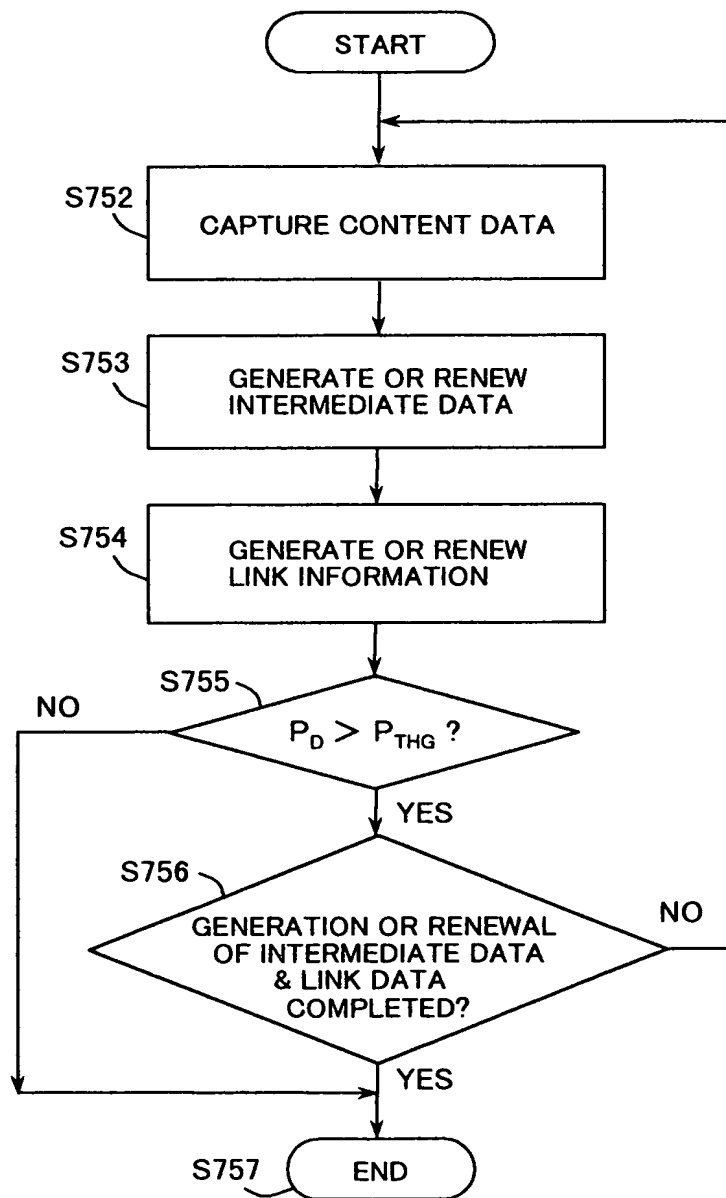 START
S752
CAPTURE CONTENT DATA
S753
GENERATE OR RENEW
INTERMEDIATE DATA
S754
GENERATE OR RENEW
LINK INFORMATION
S755
NO
P_D > P_THG ?
YES
S756
GENERATION OR RENEWAL
OF INTERMEDIATE DATA
& LINK DATA
COMPLETED?
NO
YES
S757
END